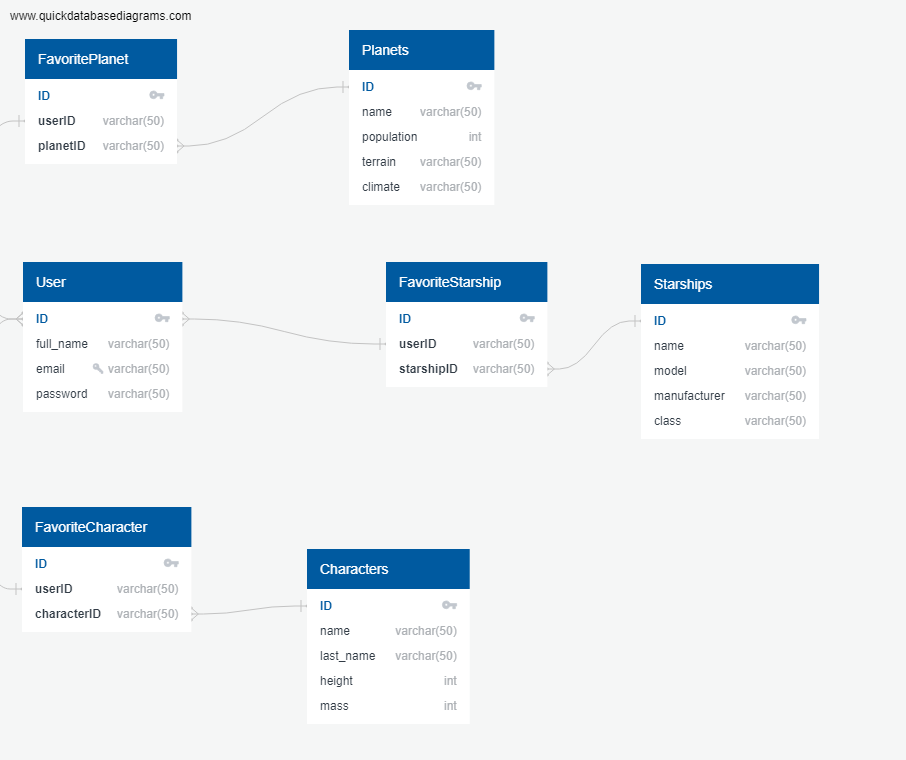 www.quickdatabasediagrams.com
FavoritePlanet
ID
userID varchar(50)
planetID varchar(50)
Planets
ID
name varchar(50)
population int
terrain varchar(50)
climate varchar(50)
User
ID
full_name varchar(50)
email varchar(50)
password varchar(50)
FavoriteStarship
ID
userID varchar(50)
starshipID varchar(50)
Starships
ID
name varchar(50)
model varchar(50)
manufacturer varchar(50)
class varchar(50)
FavoriteCharacter
ID
userID varchar(50)
characterID varchar(50)
Characters
ID
name varchar(50)
last_name varchar(50)
height int
mass int